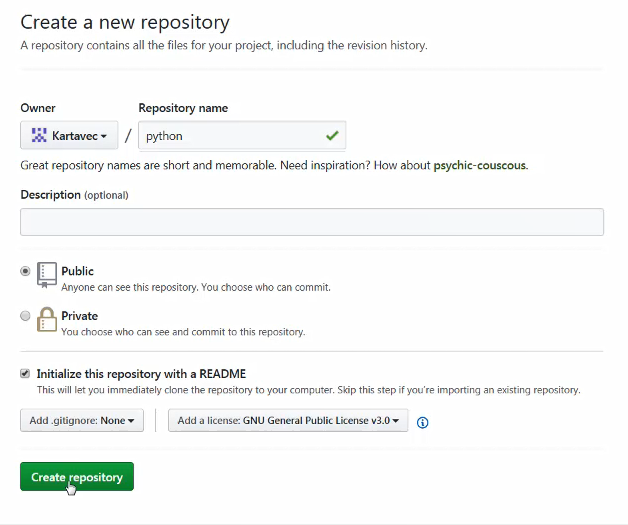 Create a new repository
A repository contains all the files for your project, including the revision history.
Owner
Repository name
Kartavec
/
python
Great repository names are short and memorable. Need inspiration? How about psychic-couscous.
Description (optional)
Public
Anyone can see this repository. You choose who can commit.
Private
You choose who can see and commit to this repository.
Initialize this repository with a README
This will let you immediately clone the repository to your computer. Skip this step if you're importing an existing repository.
Add .gitignore: None
Add a license: GNU General Public License v3.0
Create repository